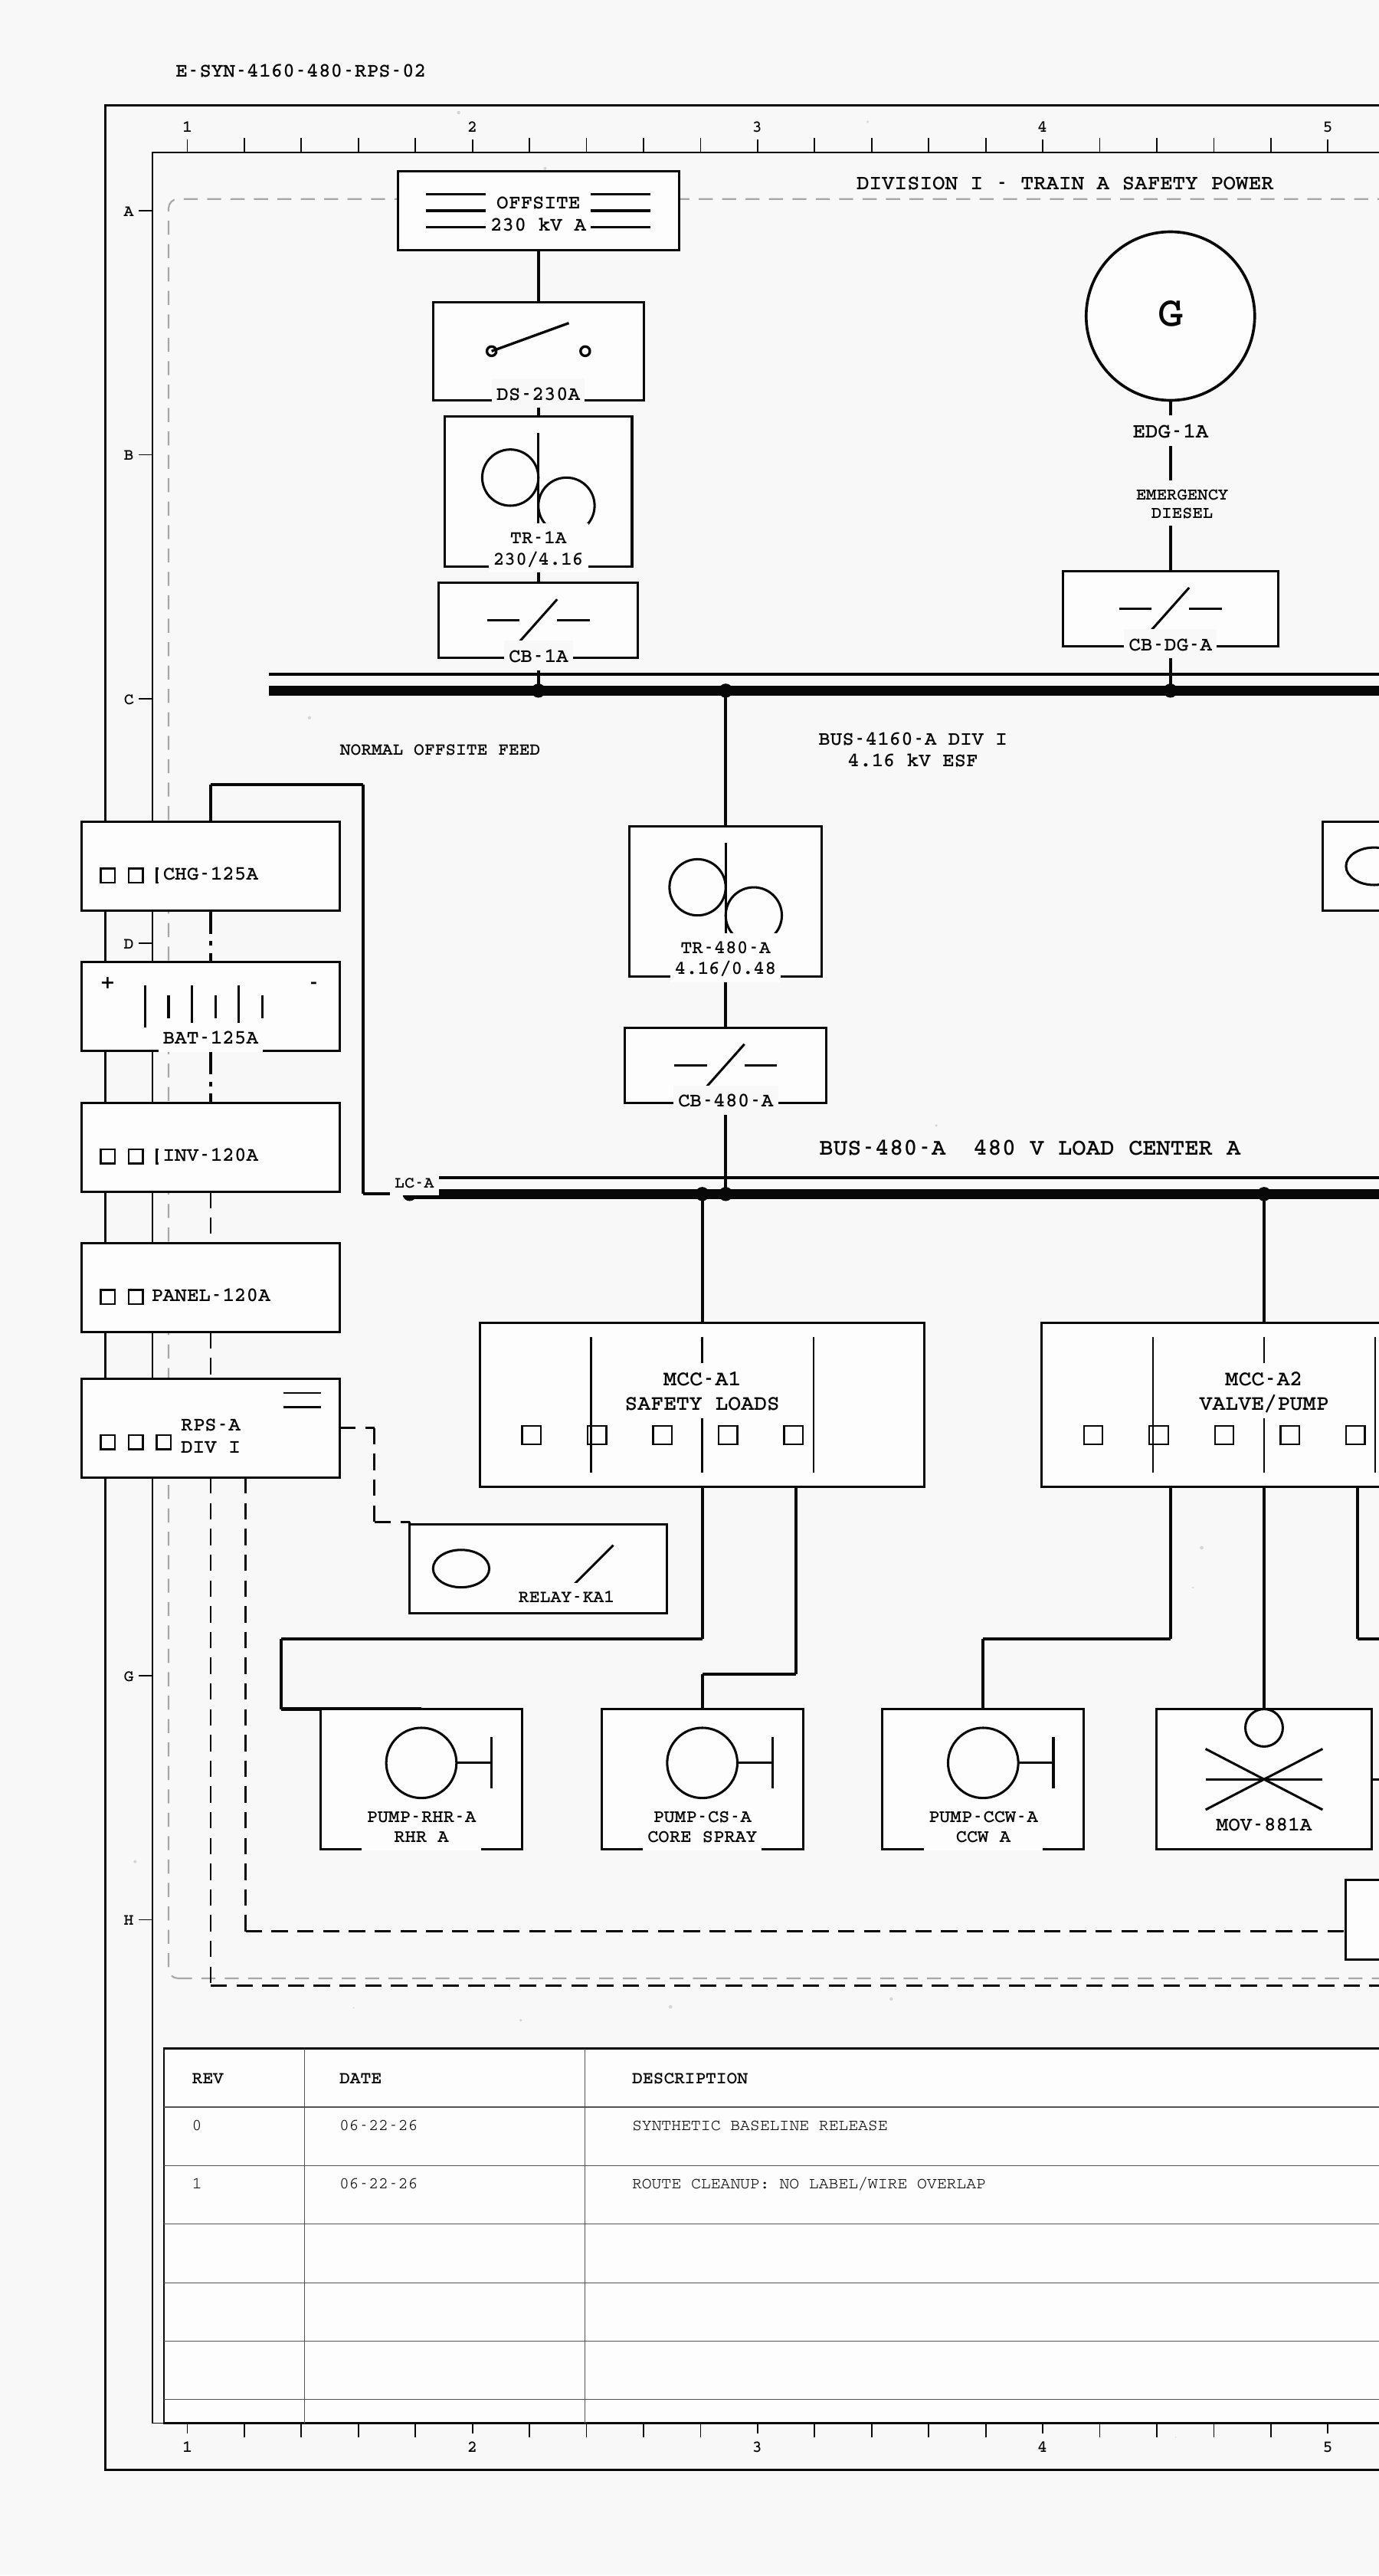 E-SYN-4160-480-RPS-02
1 2 3 4 5
DIVISION I - TRAIN A SAFETY POWER
A
OFFSITE
230 kV A
G
DS-230A
EDG-1A
B
EMERGENCY
DIESEL
TR-1A
230/4.16
CB-DG-A
CB-1A
C
BUS-4160-A DIV I
4.16 kV ESF
NORMAL OFFSITE FEED
CHG-125A
D
TR-480-A
4.16/0.48
+ -
BAT-125A
CB-480-A
BUS-480-A 480 V LOAD CENTER A
INV-120A
LC-A
PANEL-120A
MCC-A1
SAFETY LOADS
MCC-A2
VALVE/PUMP
RPS-A
DIV I
RELAY-KA1
G
PUMP-RHR-A
RHR A
PUMP-CS-A
CORE SPRAY
PUMP-CCW-A
CCW A
MOV-881A
H
REV DATE DESCRIPTION
0 06-22-26 SYNTHETIC BASELINE RELEASE
1 06-22-26 ROUTE CLEANUP: NO LABEL/WIRE OVERLAP
1 2 3 4 5